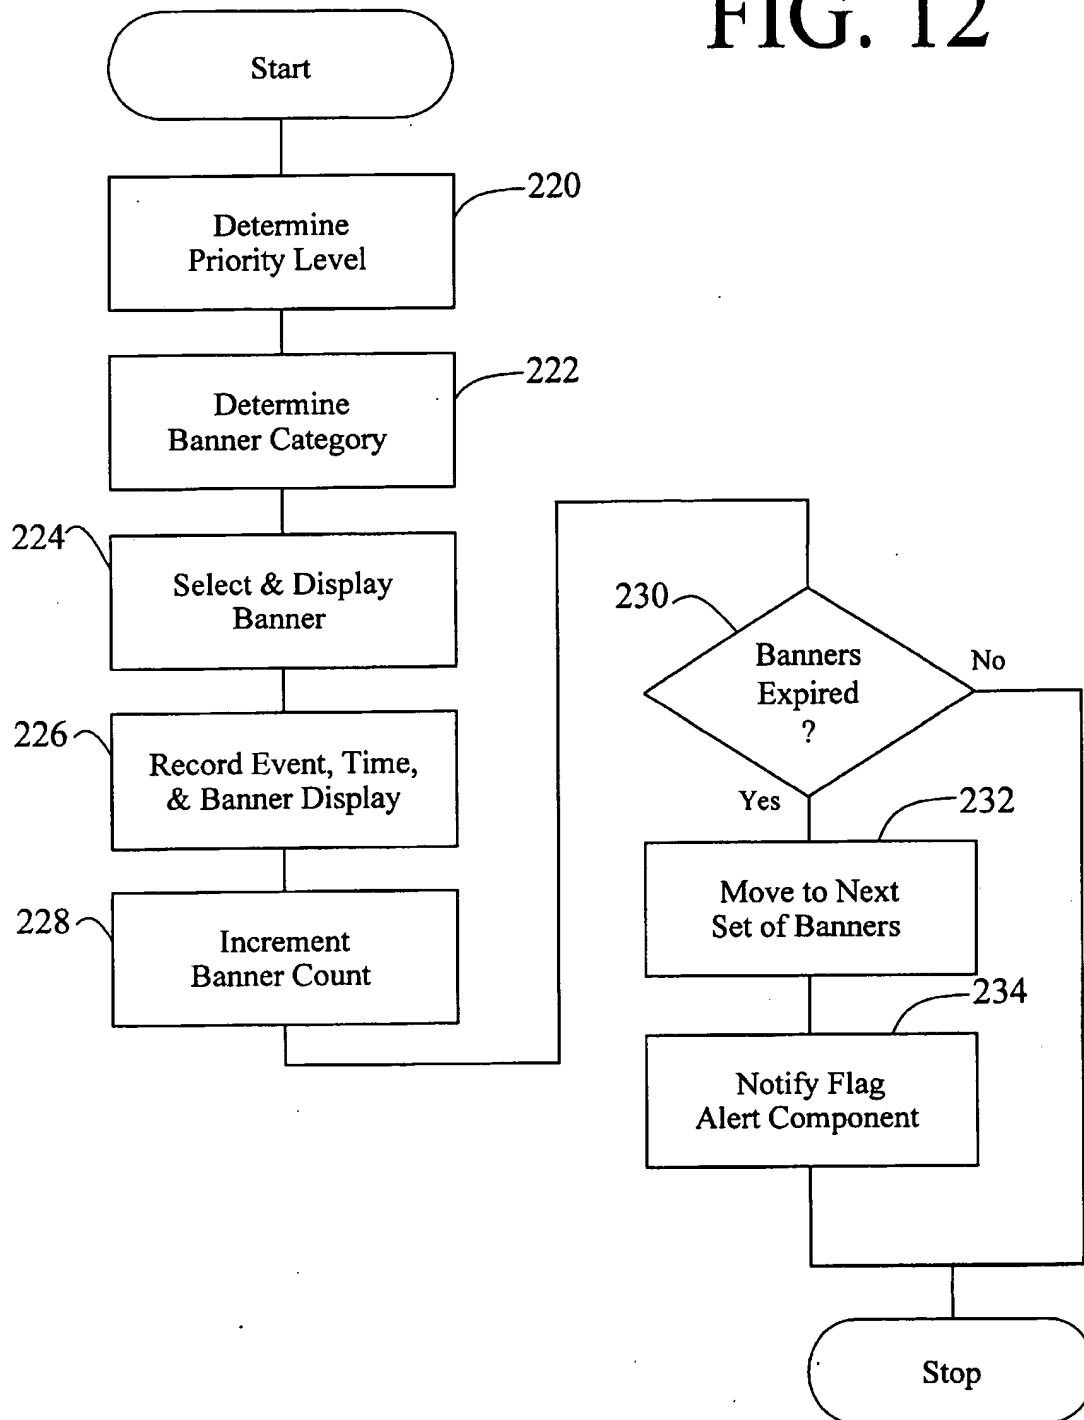 FIG. 12
Start
220
Determine
Priority Level
222
Determine
Banner Category
224
Select & Display
Banner
226
Record Event, Time,
& Banner Display
228
Increment
Banner Count
230
Banners
Expired
?
No
Yes
232
Move to Next
Set of Banners
234
Notify Flag
Alert Component
Stop